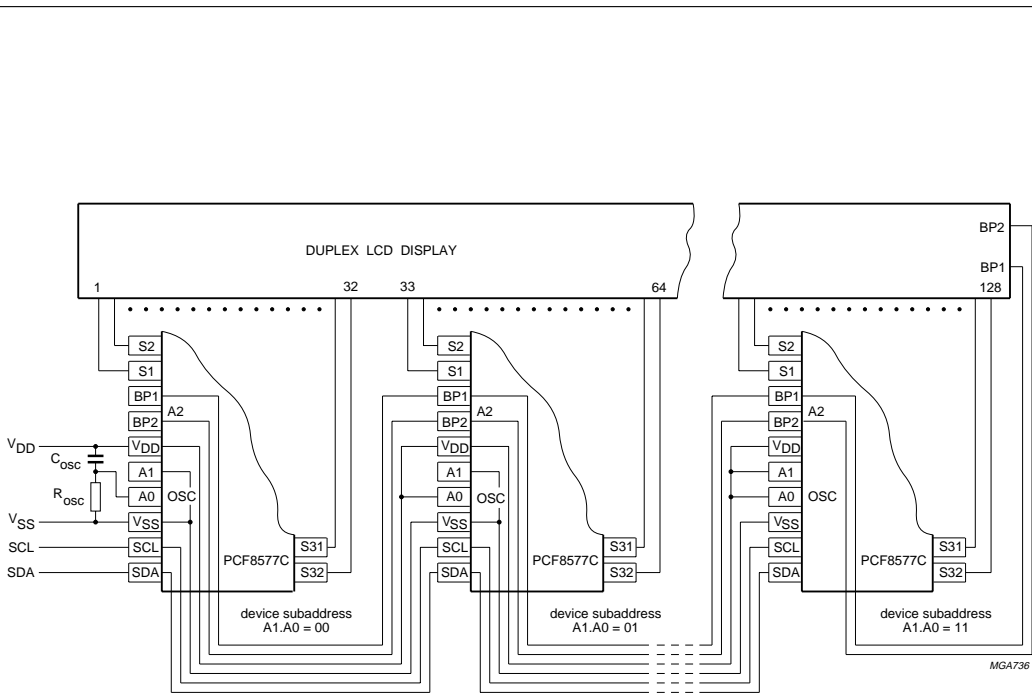 BP2
DUPLEX LCD DISPLAY
BP1
1 32 33 64 128
S2 S2 S2
S1 S1 S1
BP1 BP1 BP1
A2 A2 A2
BP2 BP2 BP2
VDD VDD VDD VDD
Cosc
A1 A1 A1
Rosc A0 OSC A0 OSC A0 OSC
VSS VSS VSS VSS
SCL SCL S31 SCL S31 SCL S31
PCF8577C PCF8577C PCF8577C
SDA SDA S32 SDA S32 SDA S32
device subaddress device subaddress device subaddress
A1.A0 = 00 A1.A0 = 01 A1.A0 = 11
MGA736